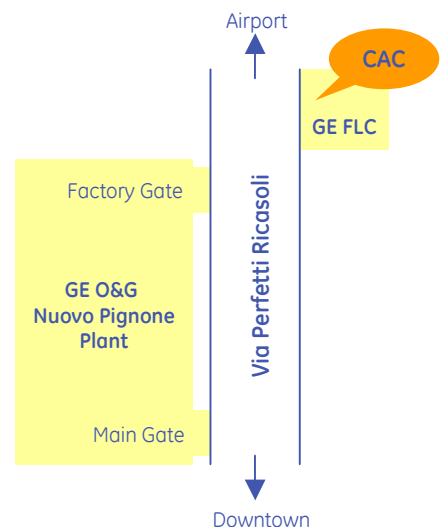 Airport
CAC
GE FLC
Factory Gate
Via Perfetti Ricasoli
GE O&G
Nuovo Pignone
Plant
Main Gate
Downtown